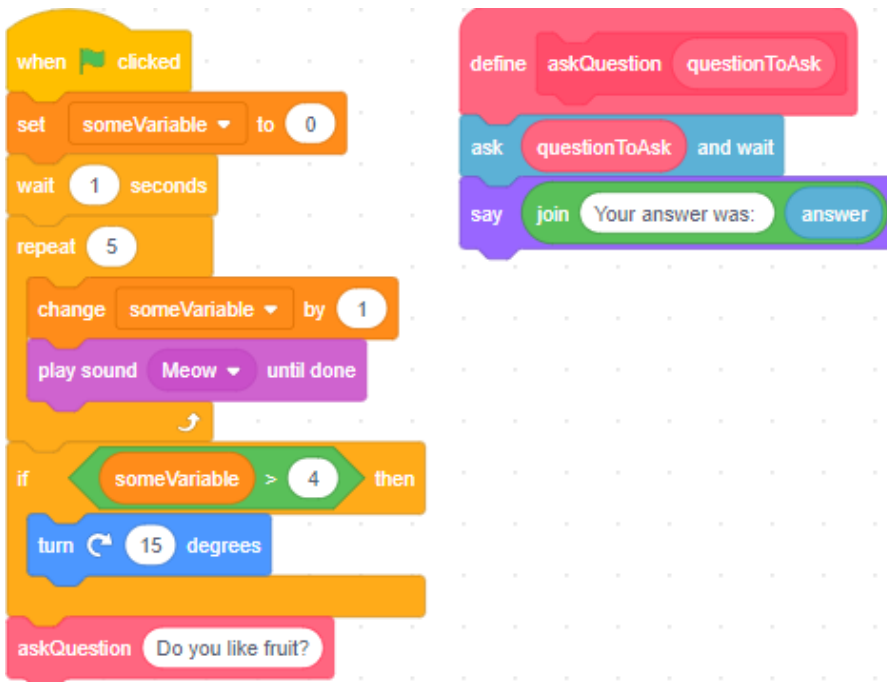 when clicked
set someVariable to 0
wait 1 seconds
repeat 5
change someVariable by 1
play sound Meow until done
if someVariable > 4 then
turn 15 degrees
askQuestion Do you like fruit?
define askQuestion questionToAsk
ask questionToAsk and wait
say join Your answer was: answer